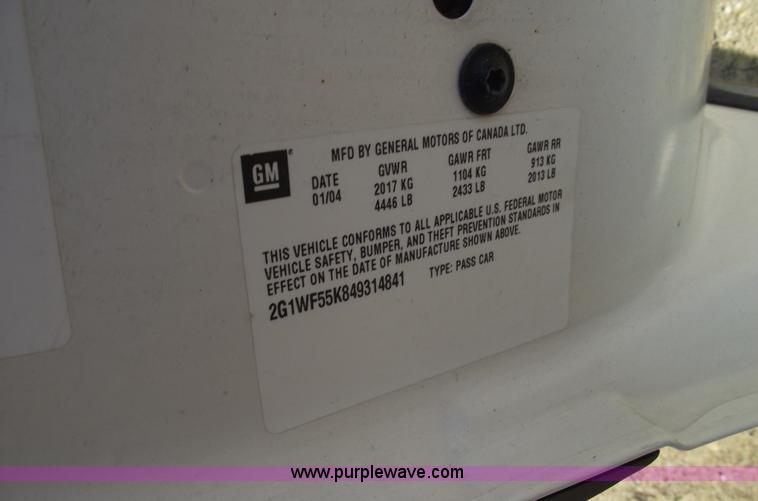 MFD BY GENERAL MOTORS OF CANADA LTD.
GM
DATE GVWR GAWR FRT GAWR RR
01/04 2017 KG 1104 KG 913 KG
4446 LB 2433 LB 2013 LB
THIS VEHICLE CONFORMS TO ALL APPLICABLE U.S. FEDERAL MOTOR
VEHICLE SAFETY, BUMPER, AND THEFT PREVENTION STANDARDS IN
EFFECT ON THE DATE OF MANUFACTURE SHOWN ABOVE.
2G1WF55K849314841 TYPE: PASS CAR
www.purplewave.com